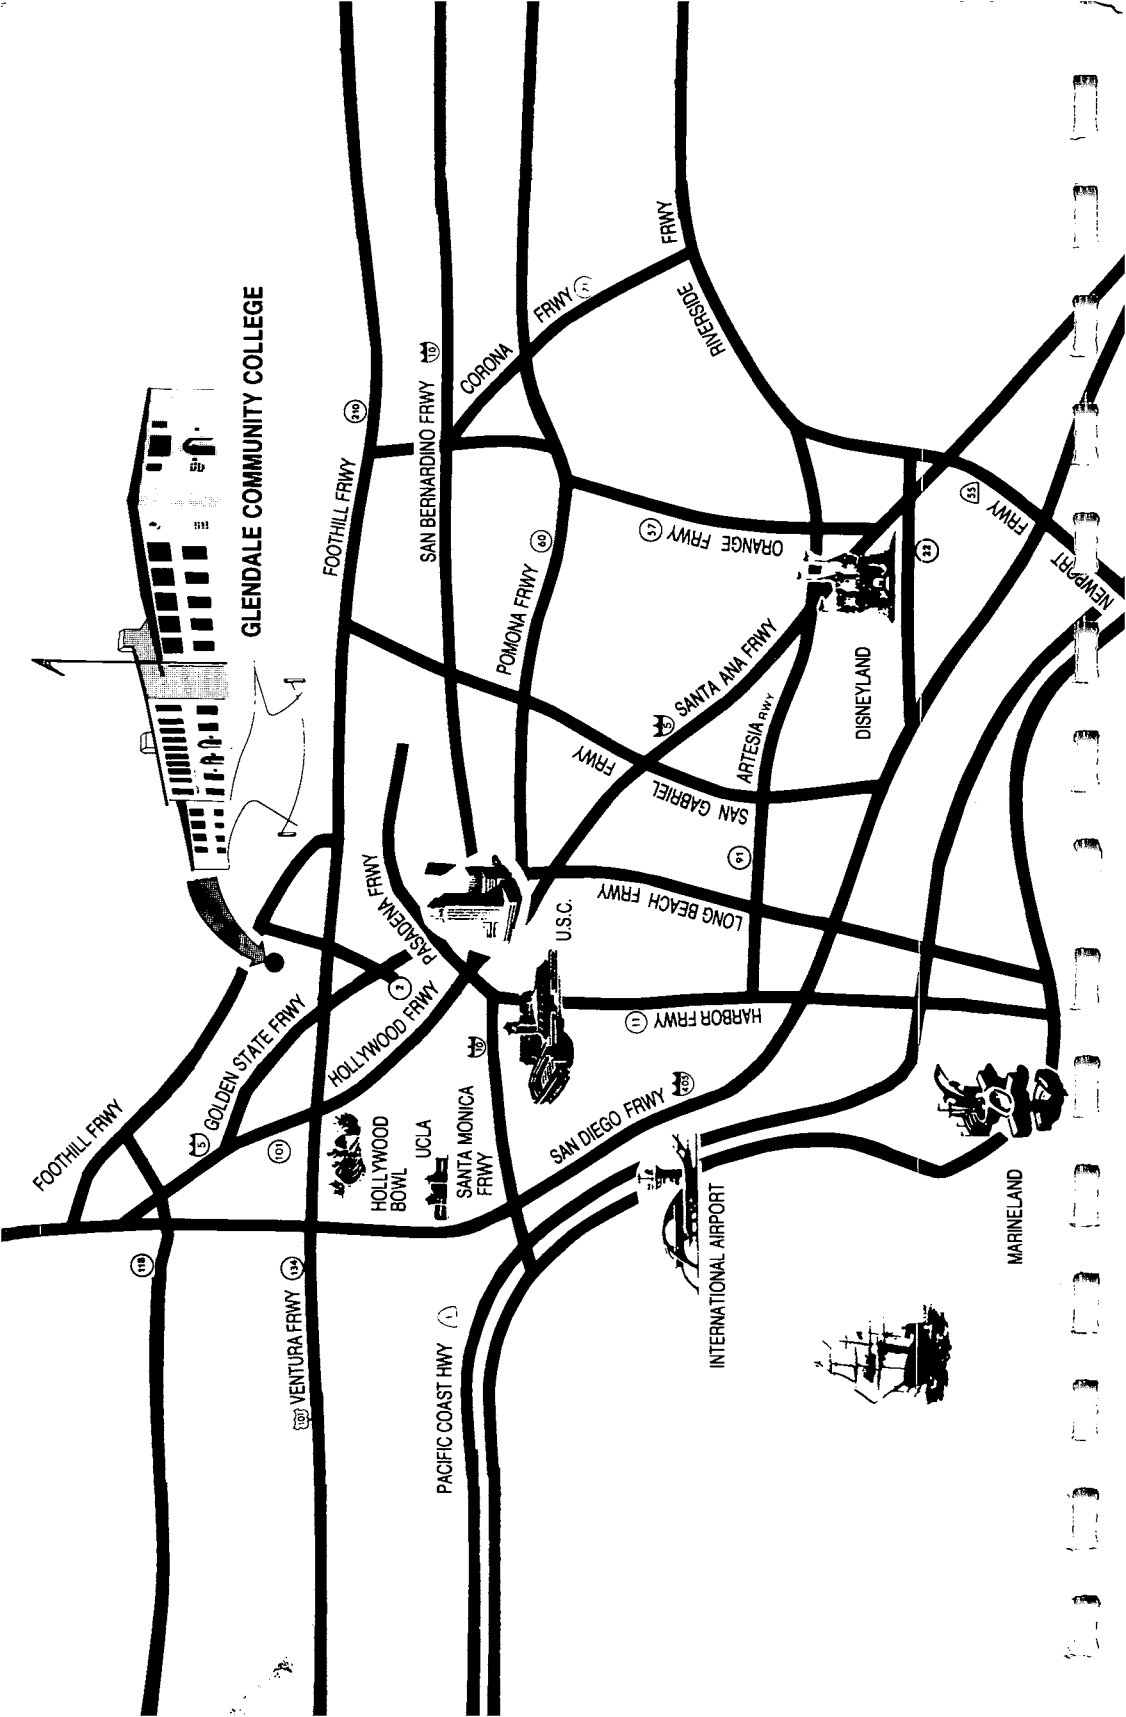 GLENDALE COMMUNITY COLLEGE
FOOTHILL FRWY
118
5
GOLDEN STATE FRWY
101
VENTURA FRWY
134
101
HOLLYWOOD FRWY
2
PASADENA FRWY
FOOTHILL FRWY
210
HOLLYWOOD
BOWL
UCLA
SANTA MONICA
FRWY
10
SAN BERNARDINO FRWY
10
CORONA
FRWY
PACIFIC COAST HWY
1
U.S.C.
POMONA FRWY
60
SAN DIEGO FRWY
405
HARBOR FRWY
11
LONG BEACH FRWY
SAN GABRIEL
FRWY
5
SANTA ANA FRWY
ORANGE FRWY
57
RIVERSIDE
FRWY
91
ARTESIA RWY
INTERNATIONAL AIRPORT
DISNEYLAND
22
55
NEWPORT
FRWY
MARINELAND